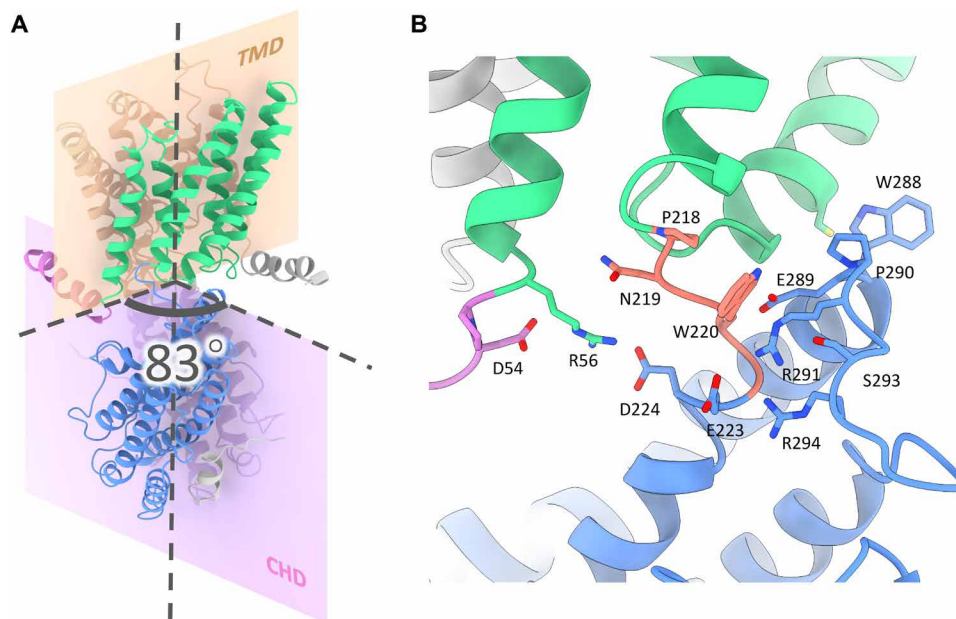 A
TMD
83°
CHD
B
W288
P218
E289
P290
N219
W220
D54
R56
R291
S293
D224
E223
R294